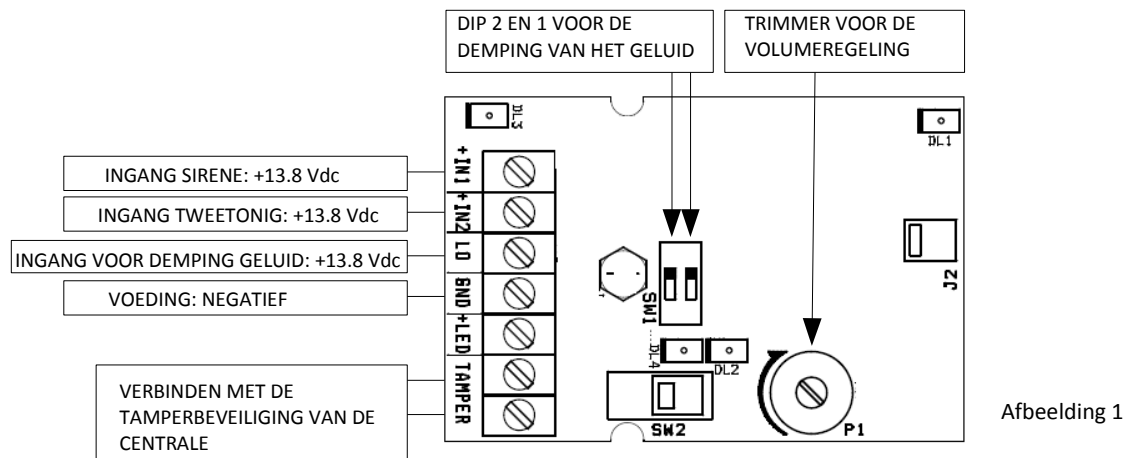 DIP 2 EN 1 VOOR DE
DEMPING VAN HET GELUID
TRIMMER VOOR DE
VOLUMEREGELING
DL3
DL1
+IN1
INGANG SIRENE: +13.8 Vdc
+IN2
INGANG TWEETONIG: +13.8 Vdc
LD
INGANG VOOR DEMPING GELUID: +13.8 Vdc
GND
VOEDING: NEGATIEF
+LED
TAMPER
VERBINDEN MET DE
TAMPERBEVEILIGING VAN DE
CENTRALE
SW1
J2
DL4
DL2
SW2
P1
Afbeelding 1